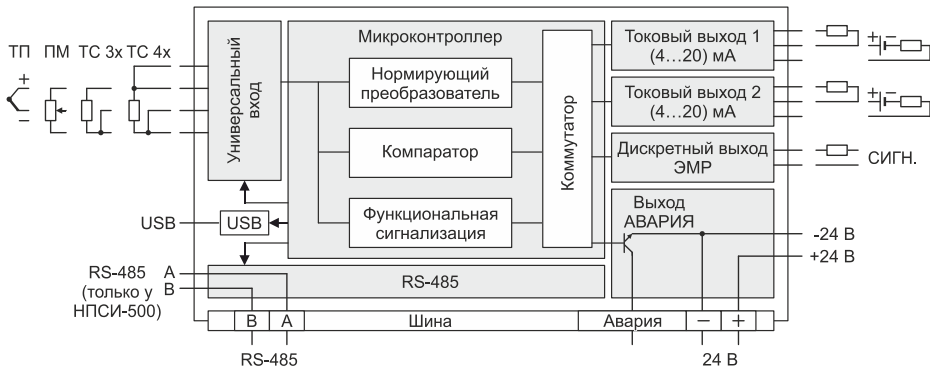 ТП ПМ ТС 3х ТС 4х
+
−
Универсальный
вход
Микроконтроллер
Нормирующий
преобразователь
Компаратор
Функциональная
сигнализация
Коммутатор
Токовый выход 1
(4...20) мА
+ −
Токовый выход 2
(4...20) мА
+ −
Дискретный выход
ЭМР
СИГН.
Выход
АВАРИЯ
-24 В
+24 В
USB
USB
RS-485 А
(только у В
НПСИ-500)
RS-485
В А Шина Авария − +
RS-485 24 В